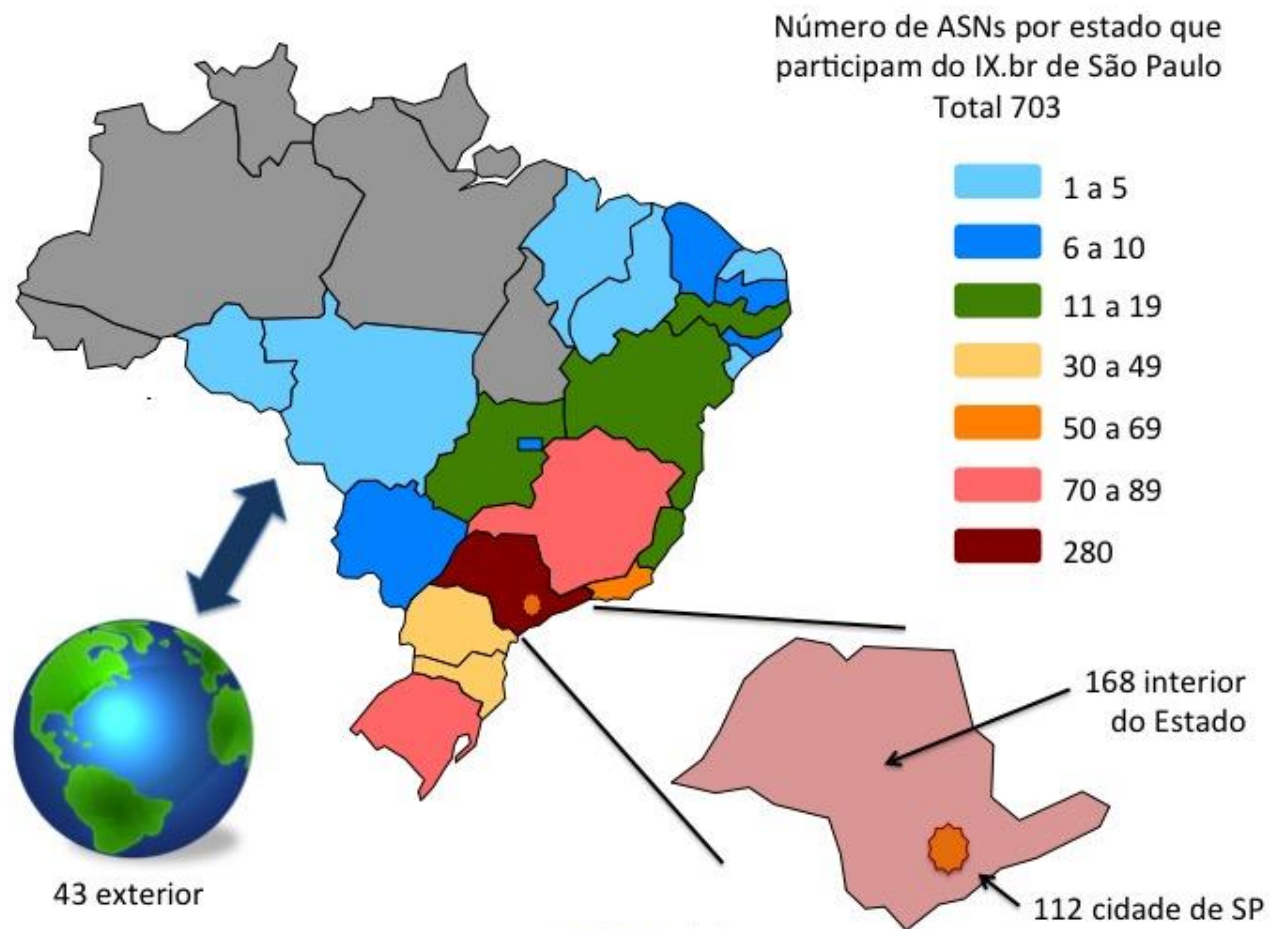 Número de ASNs por estado que
participam do IX.br de São Paulo
Total 703
1 a 5
6 a 10
11 a 19
30 a 49
50 a 69
70 a 89
280
168 interior
do Estado
43 exterior
112 cidade de SP